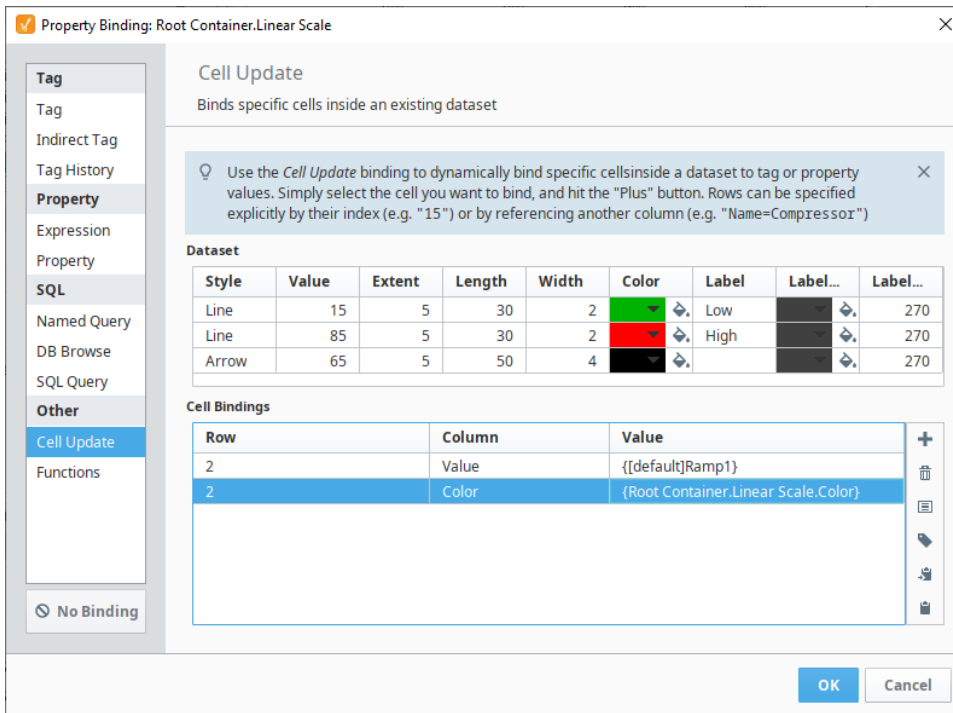 Property Binding: Root Container.Linear Scale
Tag
Tag
Indirect Tag
Tag History
Property
Expression
Property
SQL
Named Query
DB Browse
SQL Query
Other
Cell Update
Functions
No Binding
Cell Update
Binds specific cells inside an existing dataset
Use the Cell Update binding to dynamically bind specific cellsinside a dataset to tag or property
values. Simply select the cell you want to bind, and hit the "Plus" button. Rows can be specified
explicitly by their index (e.g. "15") or by referencing another column (e.g. "Name=Compressor")
Dataset
Style Value Extent Length Width Color Label Label... Label...
Line 15 5 30 2 Low 270
Line 85 5 30 2 High 270
Arrow 65 5 50 4 270
Cell Bindings
Row Column Value
2 Value {[default]Ramp1}
2 Color {Root Container.Linear Scale.Color}
OK Cancel